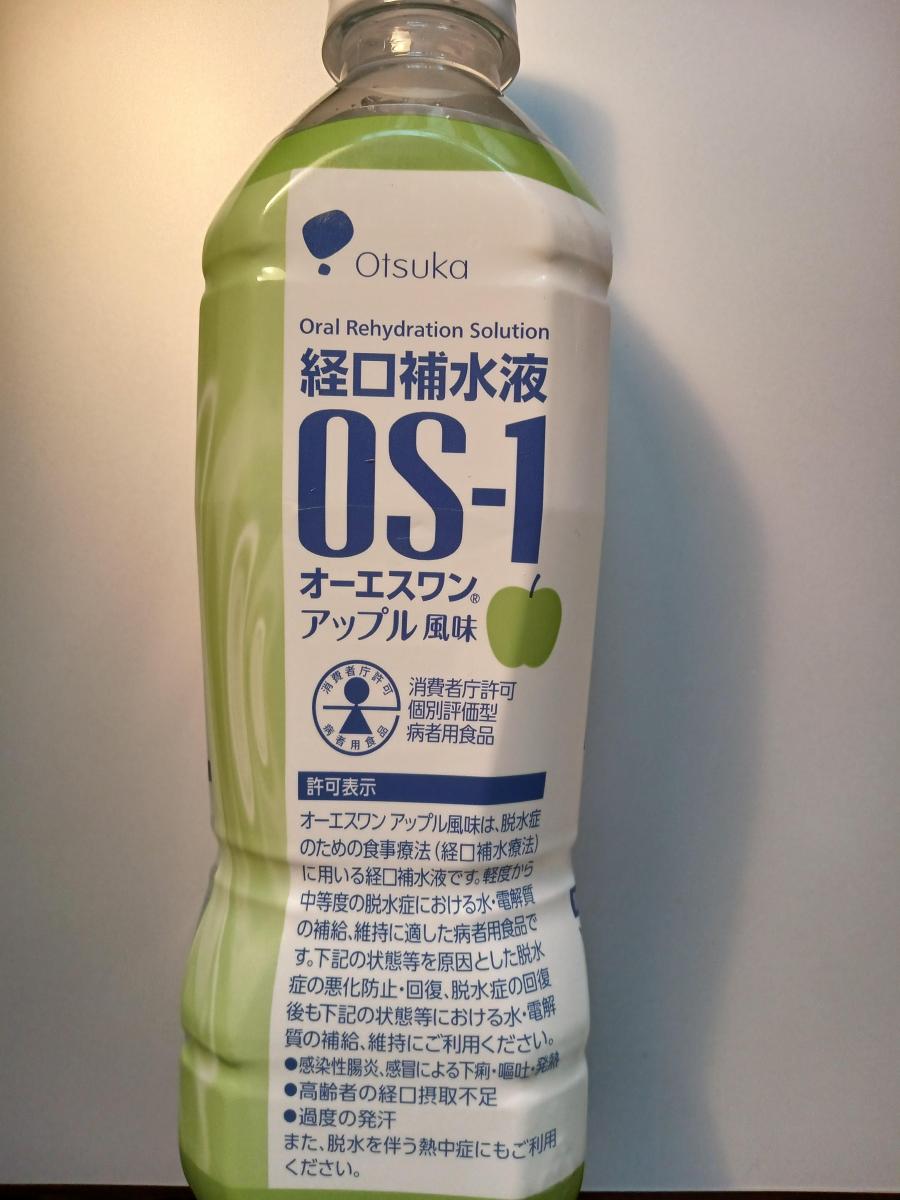 Otsuka
Oral Rehydration Solution
経口補水液
OS-1
オーエスワン®
アップル風味
消費者庁許可
病者用食品
消費者庁許可
個別評価型
病者用食品
許可表示
オーエスワン アップル風味は、脱水症
のための食事療法(経口補水療法)
に用いる経口補水液です。軽度から
中等度の脱水症における水・電解質
の補給、維持に適した病者用食品で
す。下記の状態等を原因とした脱水
症の悪化防止・回復、脱水症の回復
後も下記の状態等における水・電解
質の補給、維持にご利用ください。
●感染性腸炎、感冒による下痢・嘔吐・発熱
●高齢者の経口摂取不足
●過度の発汗
また、脱水を伴う熱中症にもご利用
ください。